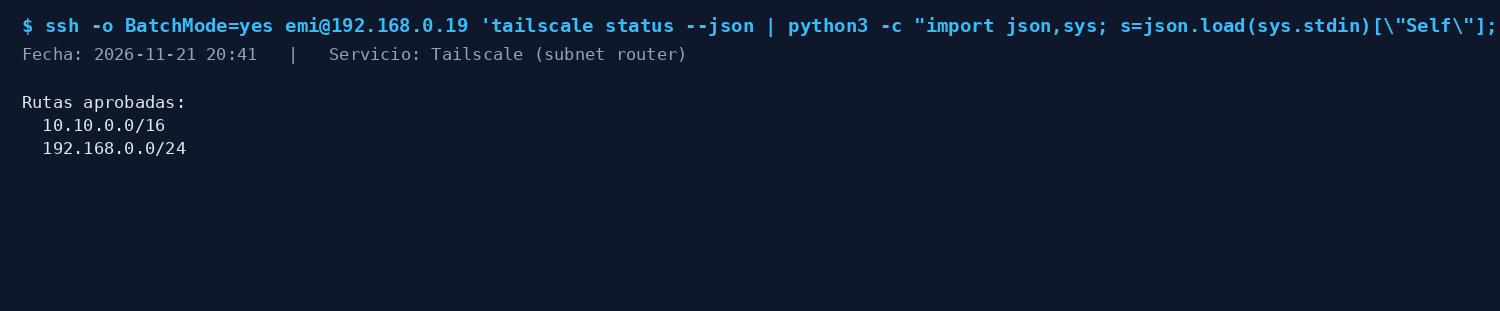 $ ssh -o BatchMode=yes emi@192.168.0.19 'tailscale status --json | python3 -c "import json,sys; s=json.load(sys.stdin)[\"Self\"];
Fecha: 2026-11-21 20:41   |   Servicio: Tailscale (subnet router)
Rutas aprobadas:
  10.10.0.0/16
  192.168.0.0/24